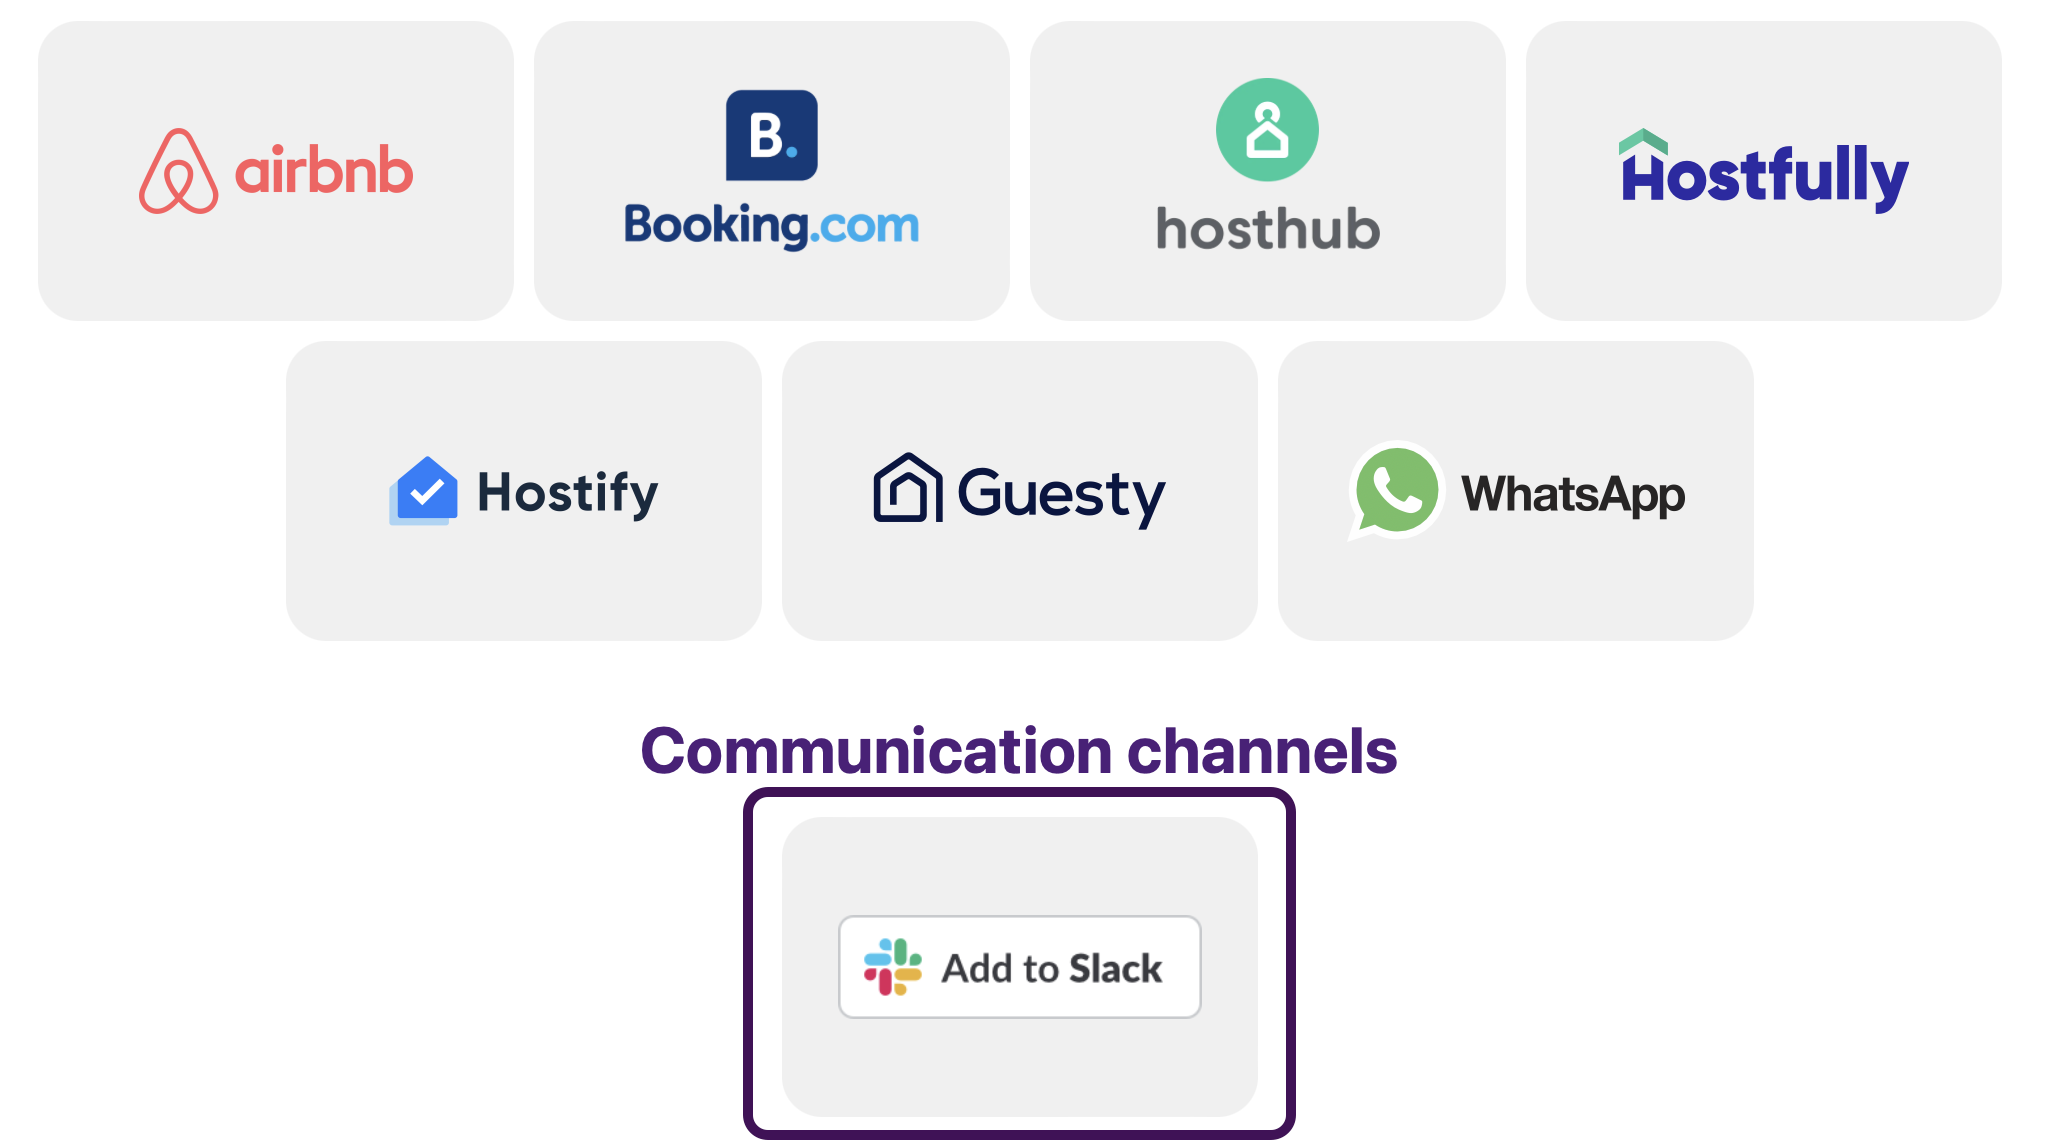 airbnb
B.
Booking.com
hosthub
Hostfully
Hostify
Guesty
WhatsApp
Communication channels
Add to Slack